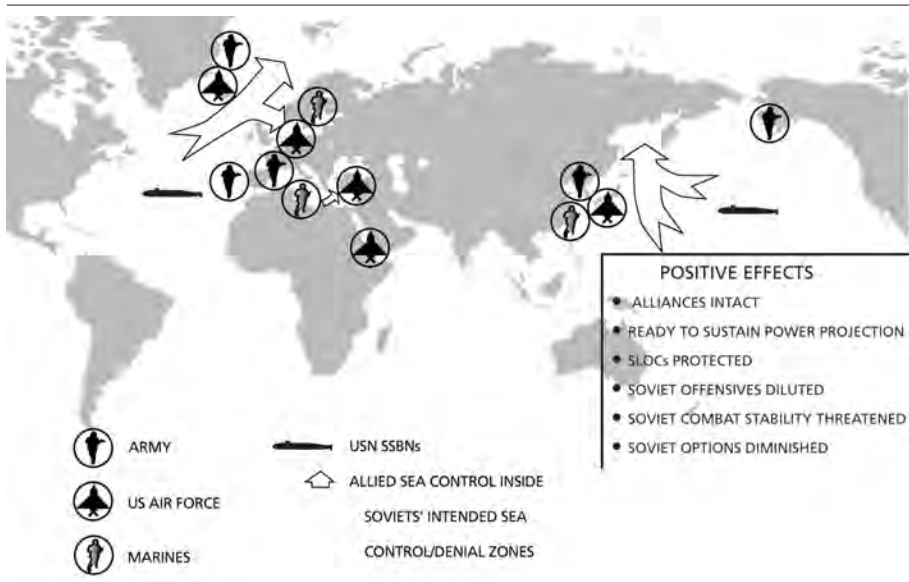 POSITIVE EFFECTS
• ALLIANCES INTACT
• READY TO SUSTAIN POWER PROJECTION
• SLOCs PROTECTED
• SOVIET OFFENSIVES DILUTED
• SOVIET COMBAT STABILITY THREATENED
• SOVIET OPTIONS DIMINISHED
ARMY
US AIR FORCE
MARINES
USN SSBNs
ALLIED SEA CONTROL INSIDE
SOVIETS' INTENDED SEA
CONTROL/DENIAL ZONES